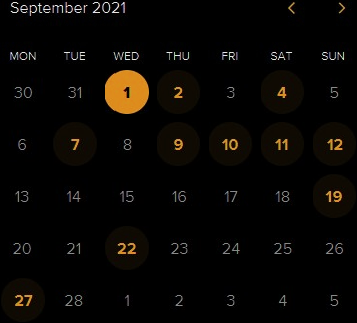 September 2021
MON TUE WED THU FRI SAT SUN
30 31 1 2 3 4 5
6 7 8 9 10 11 12
13 14 15 16 17 18 19
20 21 22 23 24 25 26
27 28 1 2 3 4 5